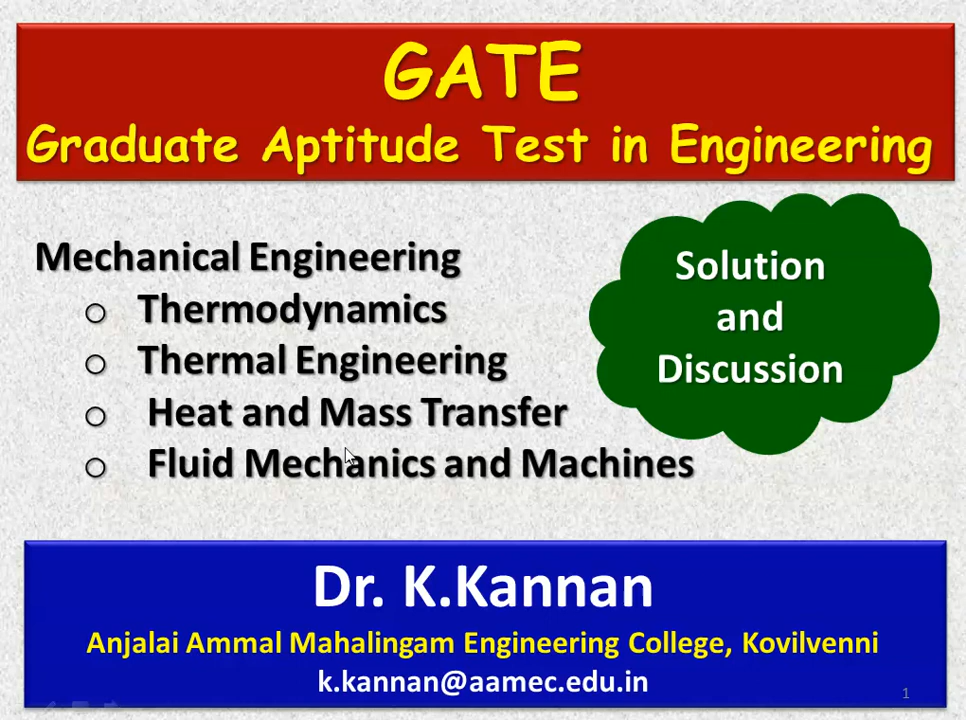 GATE
Graduate Aptitude Test in Engineering
Mechanical Engineering
o Thermodynamics
o Thermal Engineering
o Heat and Mass Transfer
o Fluid Mechanics and Machines
Solution
and
Discussion
Dr. K.Kannan
Anjalai Ammal Mahalingam Engineering College, Kovilvenni
k.kannan@aamec.edu.in
1